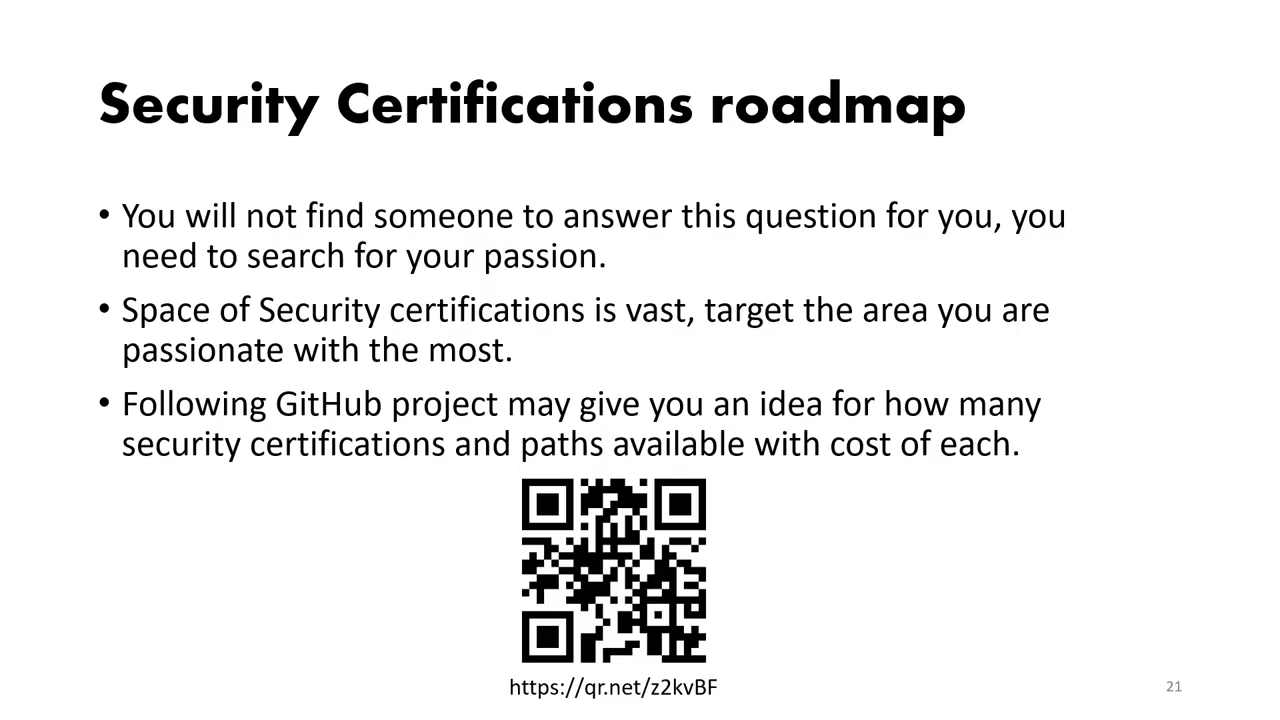 Security Certifications roadmap
• You will not find someone to answer this question for you, you
need to search for your passion.
• Space of Security certifications is vast, target the area you are
passionate with the most.
• Following GitHub project may give you an idea for how many
security certifications and paths available with cost of each.
https://qr.net/z2kvBF
21